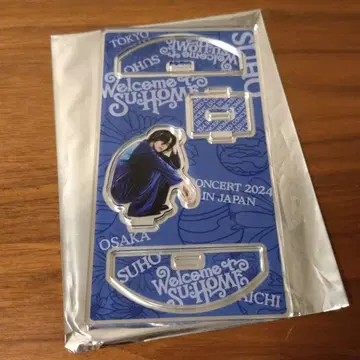 TOKYO
SUHO
SUHO
Welcome to
SU:HOME
CONCERT 2024
IN JAPAN
OSAKA
SUHO
Welcome to
SU:HOME
AICHI